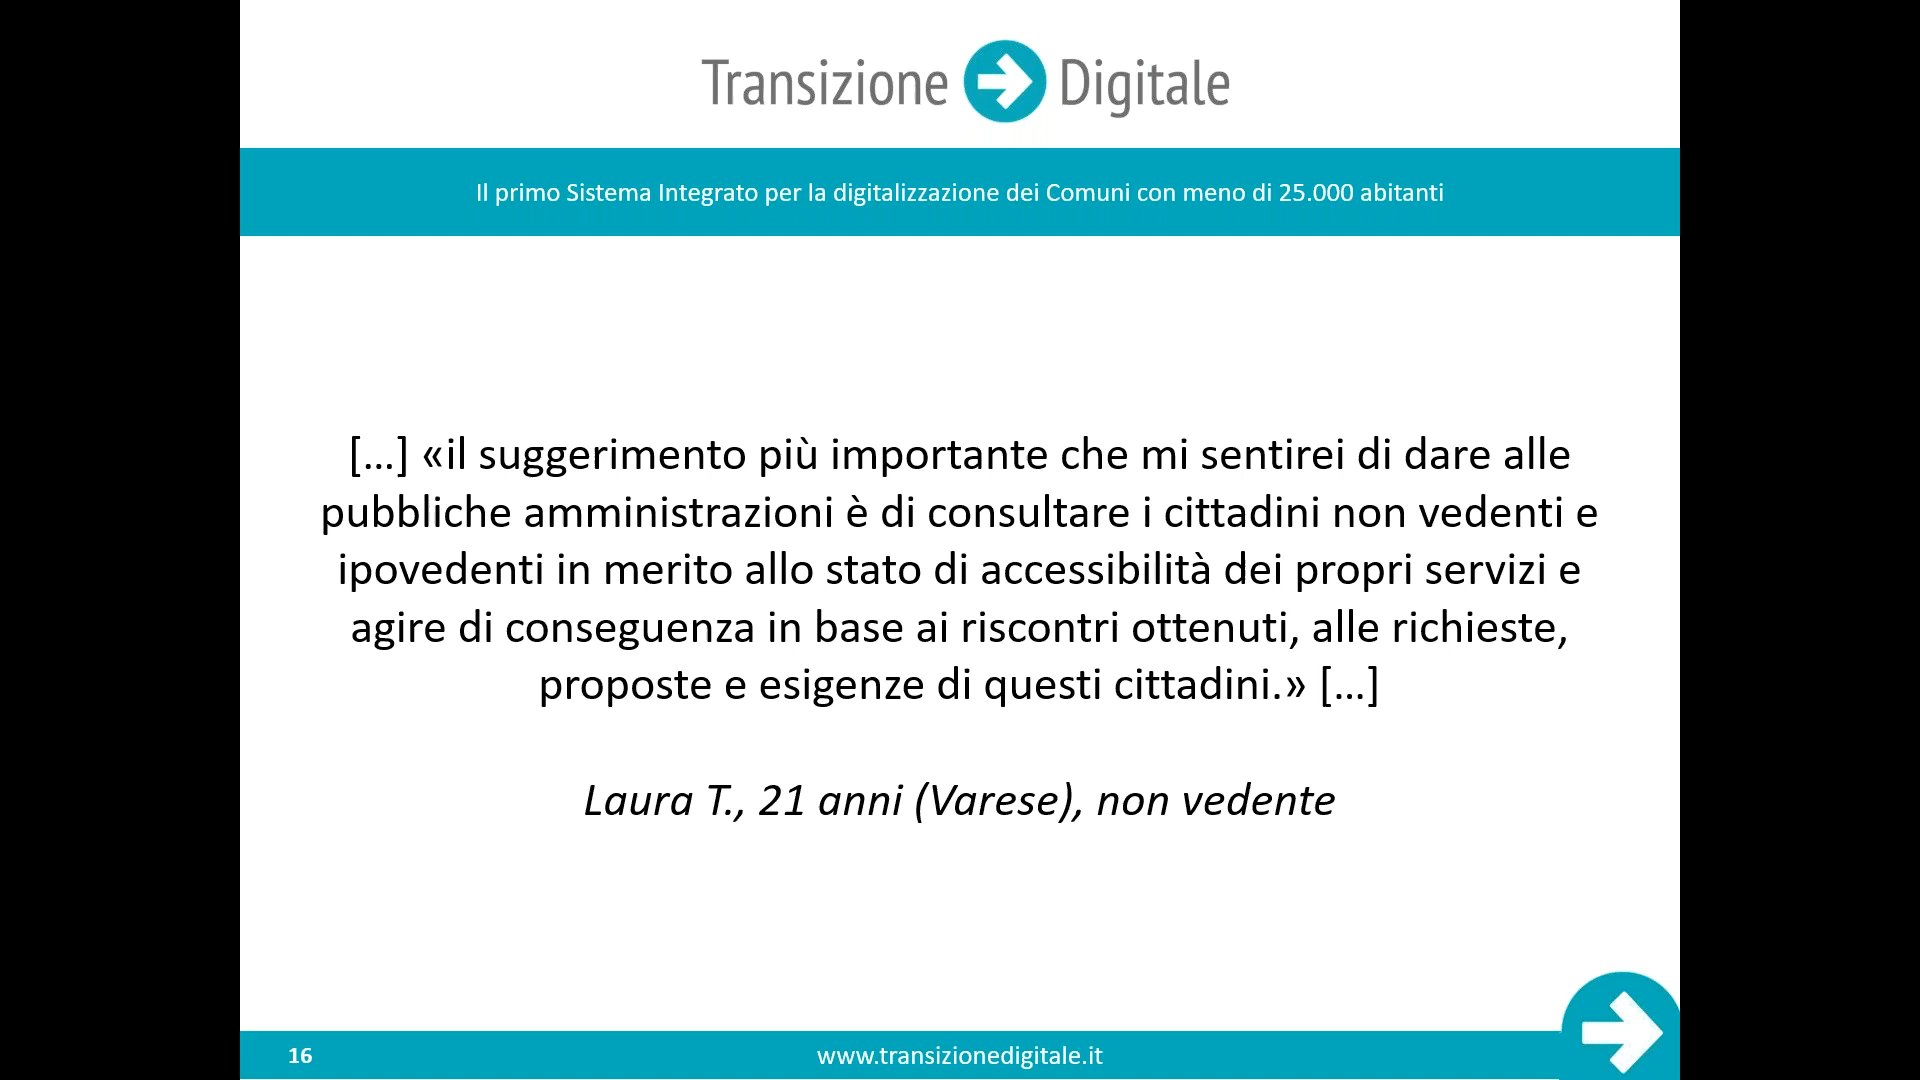 Transizione Digitale
Il primo Sistema Integrato per la digitalizzazione dei Comuni con meno di 25.000 abitanti
[...] «il suggerimento più importante che mi sentirei di dare alle
pubbliche amministrazioni è di consultare i cittadini non vedenti e
ipovedenti in merito allo stato di accessibilità dei propri servizi e
agire di conseguenza in base ai riscontri ottenuti, alle richieste,
proposte e esigenze di questi cittadini.» [...]
Laura T., 21 anni (Varese), non vedente
16
www.transizionedigitale.it